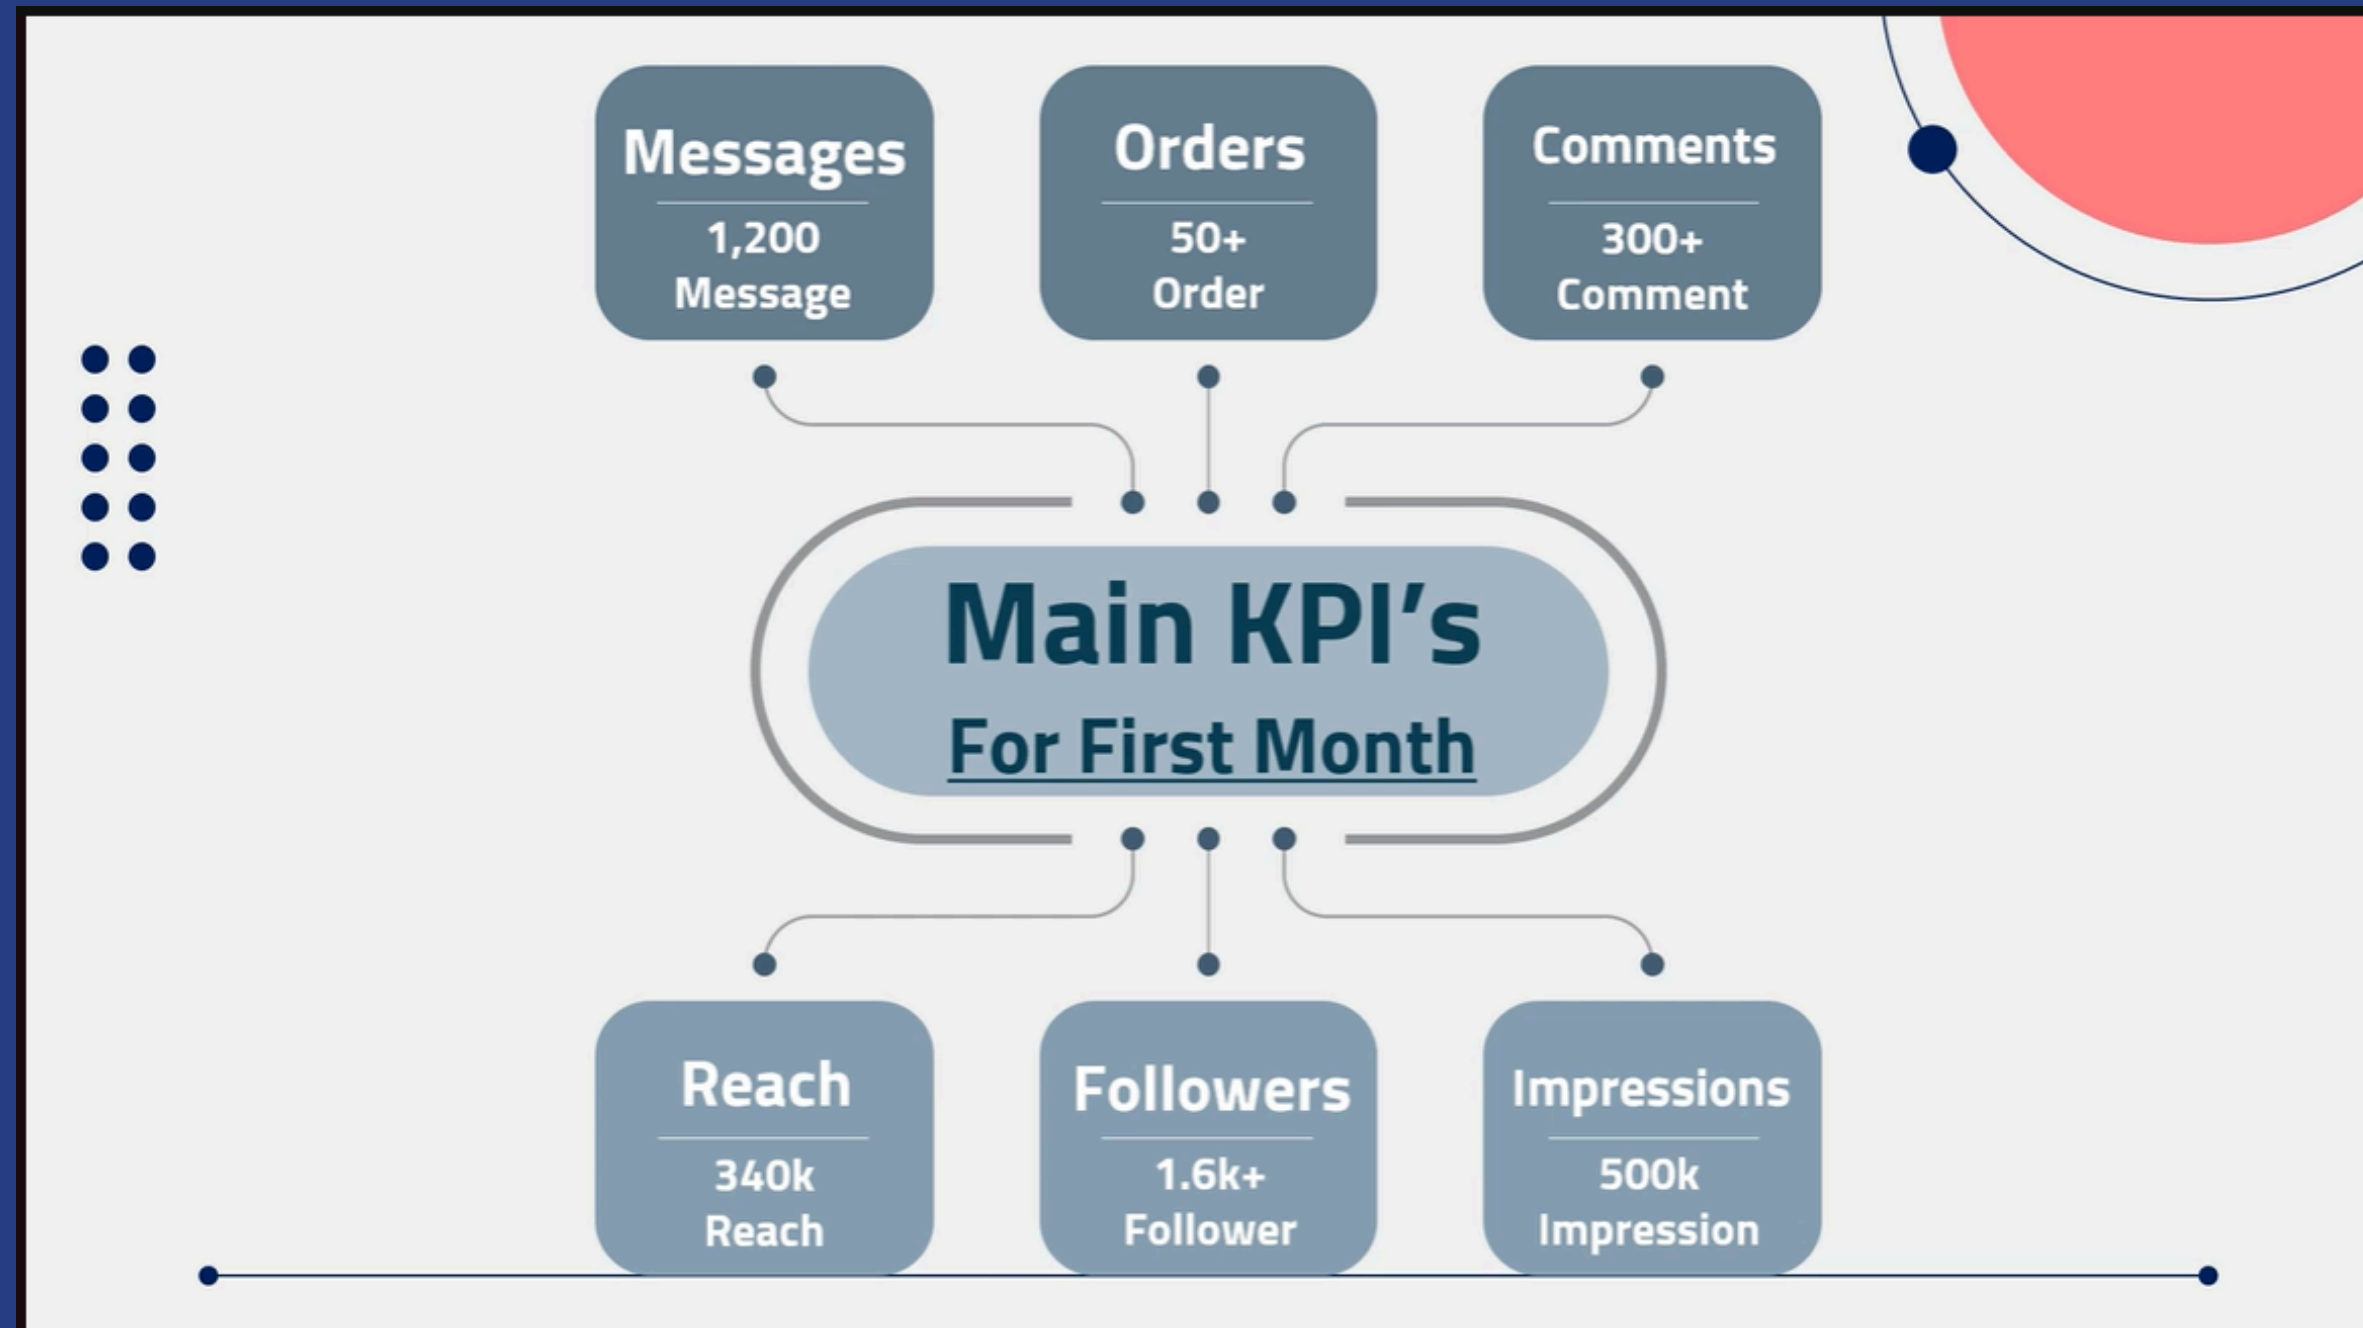 Messages
1,200
Message
Orders
50+
Order
Comments
300+
Comment
Main KPI’s
For First Month
Reach
340k
Reach
Followers
1.6k+
Follower
Impressions
500k
Impression